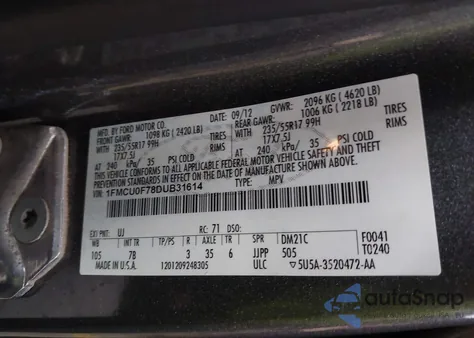 MFD. BY FORD MOTOR CO.
DATE: 09/12 GVWR: 2096 KG ( 4620 LB)
FRONT GAWR: 1098 KG ( 2420 LB) REAR GAWR: 1006 KG ( 2218 LB)
235/55R17 99H TIRES 235/55R17 99H TIRES
17X7.5J RIMS 17X7.5J RIMS
AT 240 kPa/ 35 PSI COLD AT 240 kPa/ 35 PSI COLD
THIS VEHICLE CONFORMS TO ALL APPLICABLE FEDERAL MOTOR VEHICLE SAFETY AND THEFT
PREVENTION STANDARDS IN EFFECT ON THE DATE OF MANUFACTURE SHOWN ABOVE.
VIN: 1FMCU0F78DUB31614 TYPE: MPV
EXT PNT: UJ RC: 71 DSO:
WB INT TR TP/PS R AXLE TR SPR DM21C F0041
105 7B 3 35 6 JJPP 505 T0240
MADE IN U.S.A. 1201209248305 ULC 5U5A-3520472-AA
autoSnap